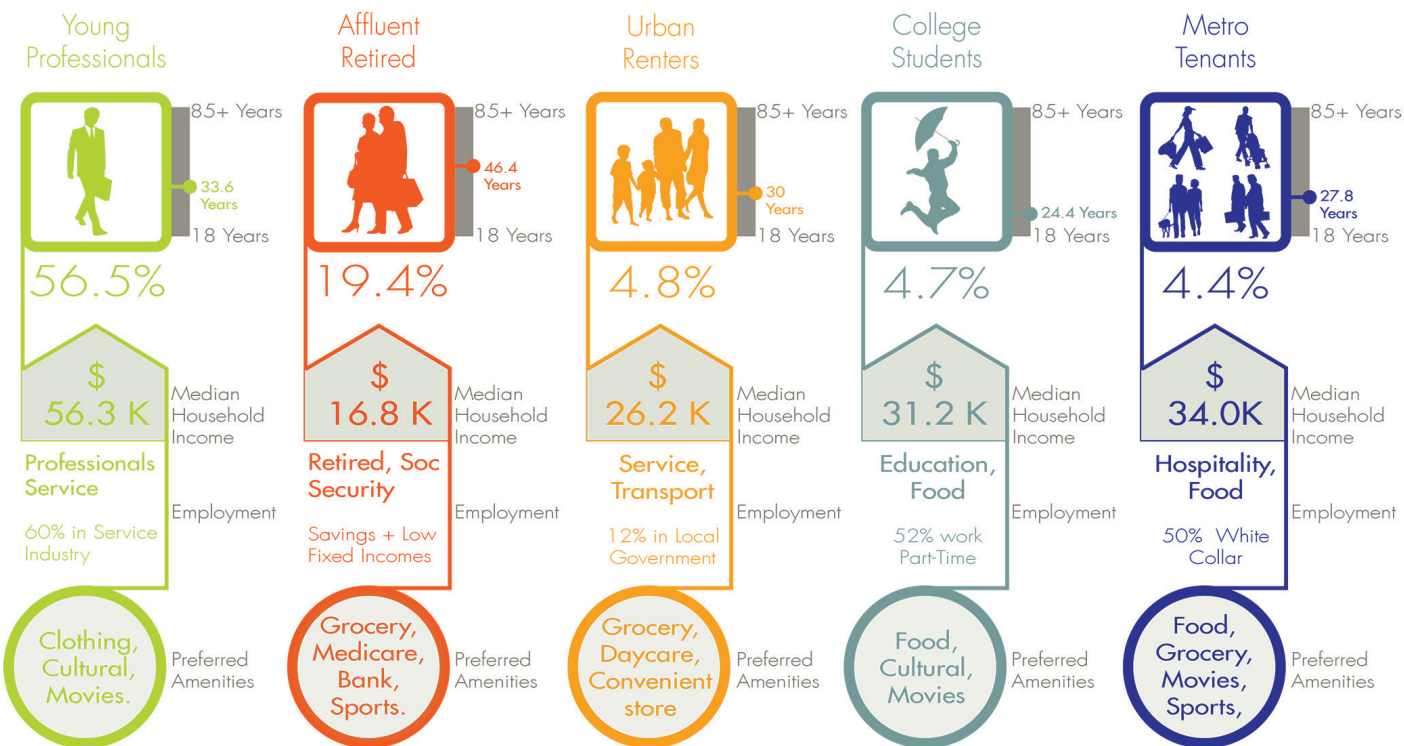 Young
Professionals
85+ Years
33.6
Years
18 Years
56.5%
$
56.3 K
Median
Household
Income
Professionals
Service
60% in Service
Industry
Employment
Clothing,
Cultural,
Movies.
Preferred
Amenities
Affluent
Retired
85+ Years
46.4
Years
18 Years
19.4%
$
16.8 K
Median
Household
Income
Retired, Soc
Security
Savings + Low
Fixed Incomes
Employment
Grocery,
Medicare,
Bank,
Sports.
Preferred
Amenities
Urban
Renters
85+ Years
30
Years
18 Years
4.8%
$
26.2 K
Median
Household
Income
Service,
Transport
12% in Local
Government
Employment
Grocery,
Daycare,
Convenient
store
Preferred
Amenities
College
Students
85+ Years
24.4 Years
18 Years
4.7%
$
31.2 K
Median
Household
Income
Education,
Food
52% work
Part-Time
Employment
Food,
Cultural,
Movies
Preferred
Amenities
Metro
Tenants
85+ Years
27.8
Years
18 Years
4.4%
$
34.0K
Median
Household
Income
Hospitality,
Food
50% White
Collar
Employment
Food,
Grocery,
Movies,
Sports,
Preferred
Amenities